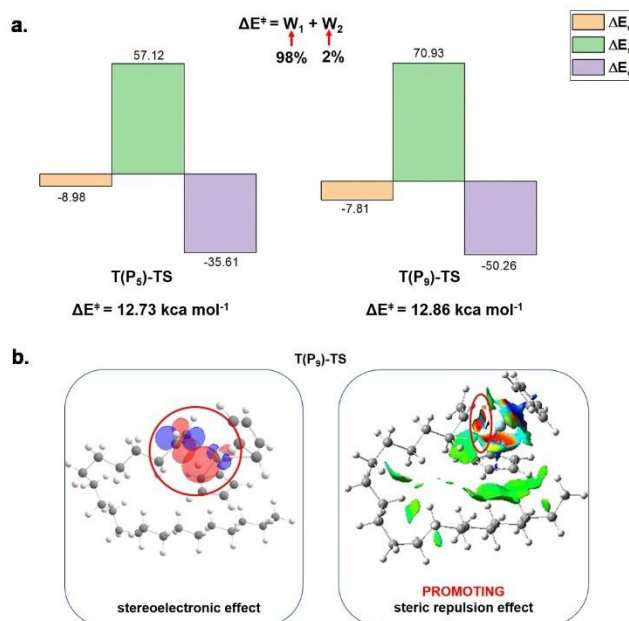 a.
ΔE‡ = W₁ + W₂
98% 2%
57.12
-8.98
-35.61
T(P₅)-TS
ΔE‡ = 12.73 kca mol⁻¹
70.93
-7.81
-50.26
T(P₉)-TS
ΔE‡ = 12.86 kca mol⁻¹
b.
T(P₉)-TS
stereoelectronic effect
PROMOTING
steric repulsion effect